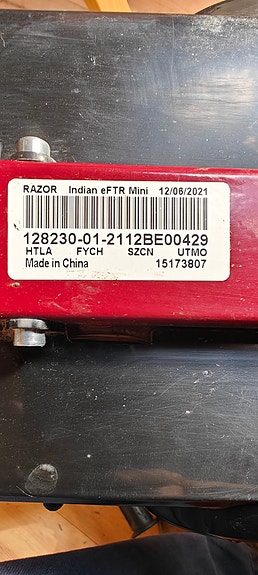 RAZOR Indian eFTR Mini 12/06/2021
128230-01-2112BE00429
HTLA FYCH SZCN UTMO
Made in China 15173807